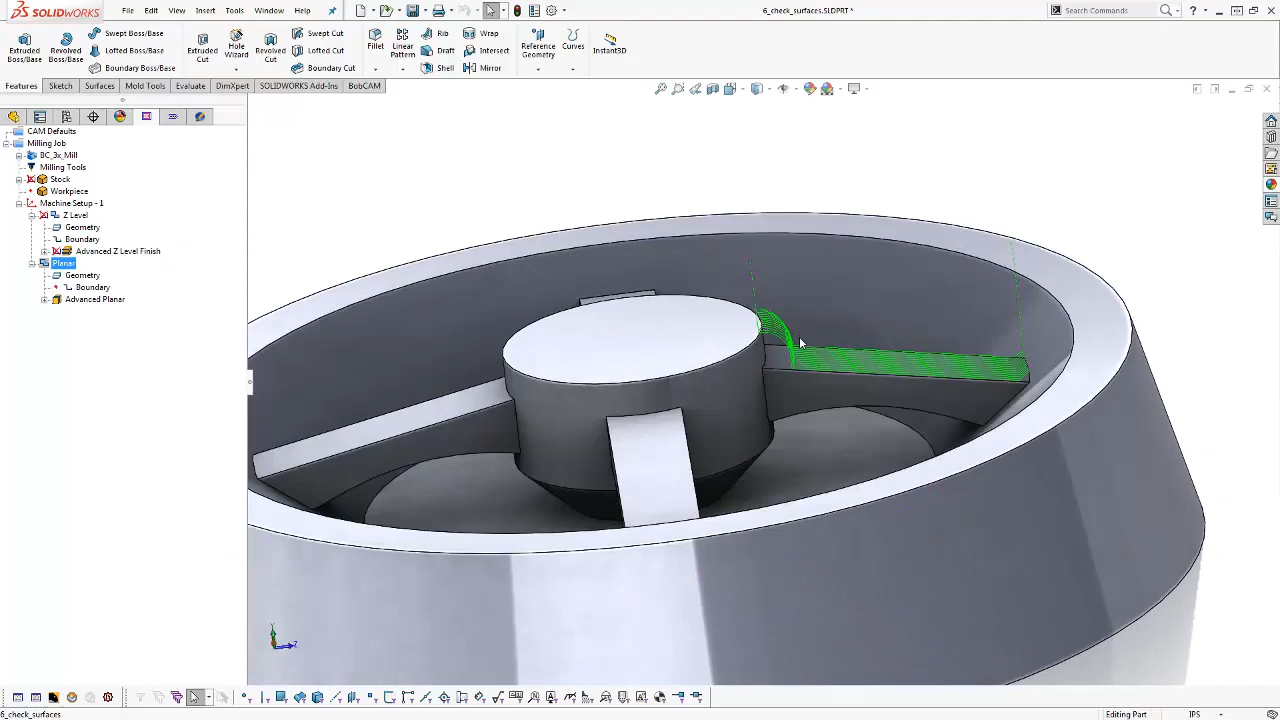 SOLIDWORKS File Edit View Insert Tools Window Help 6_check_surfaces.SLDPRT * Search Commands
Extruded Boss/Base
Revolved Boss/Base
Swept Boss/Base
Lofted Boss/Base
Boundary Boss/Base
Extruded Cut
Hole Wizard
Revolved Cut
Swept Cut
Lofted Cut
Boundary Cut
Fillet
Linear Pattern
Rib
Draft
Shell
Wrap
Intersect
Mirror
Reference Geometry
Curves
Instant3D
Features Sketch Surfaces Mold Tools Evaluate DimXpert SOLIDWORKS Add-Ins BobCAM
CAM Defaults
Milling Job
BC_3x_Mill
Milling Tools
Stock
Workpiece
Machine Setup - 1
Z Level
Geometry
Boundary
Advanced Z Level Finish
Planar
Geometry
Boundary
Advanced Planar
Y
Z
6_check_surfaces Editing Part IPS